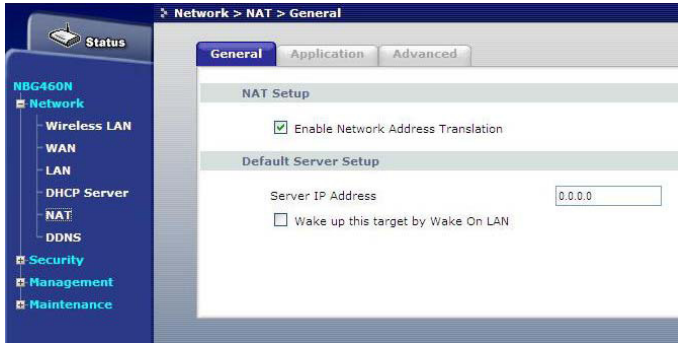 Network > NAT > General
Status
General Application Advanced
NBG460N
Network
Wireless LAN
WAN
LAN
DHCP Server
NAT
DDNS
Security
Management
Maintenance
NAT Setup
Enable Network Address Translation
Default Server Setup
Server IP Address 0.0.0.0
Wake up this target by Wake On LAN